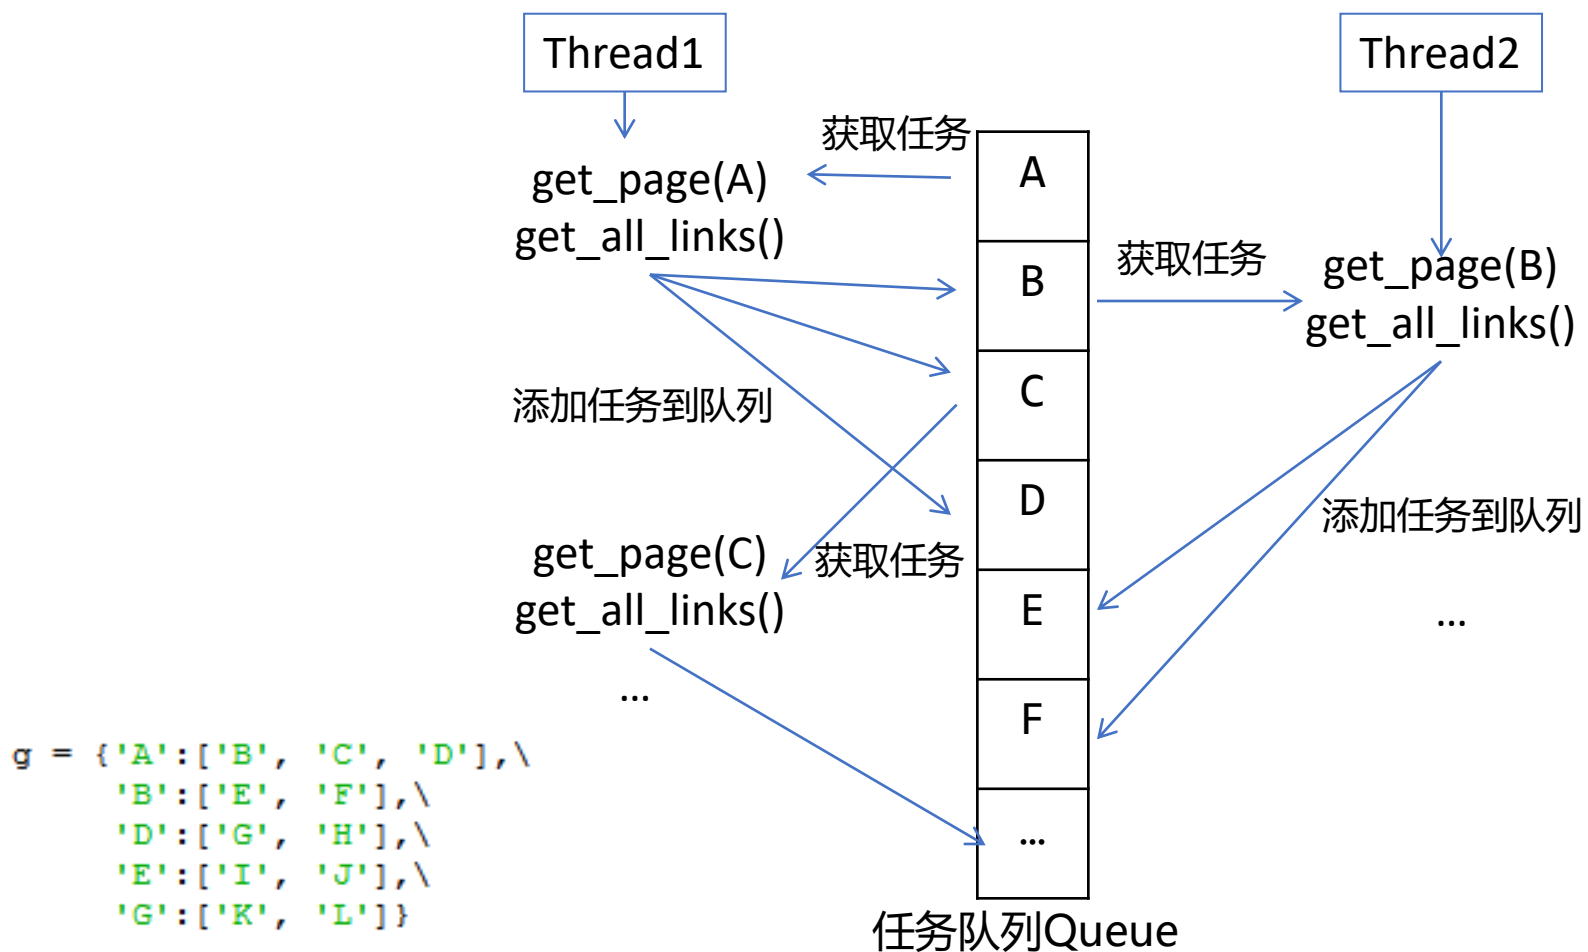 Thread1
Thread2
获取任务
A
get_page(A)
get_all_links()
获取任务
B
get_page(B)
get_all_links()
C
添加任务到队列
D
添加任务到队列
get_page(C)
get_all_links()
获取任务
E
...
...
F
g = {'A':['B', 'C', 'D'],\
'B':['E', 'F'],\
'D':['G', 'H'],\
'E':['I', 'J'],\
'G':['K', 'L']}
...
任务队列Queue